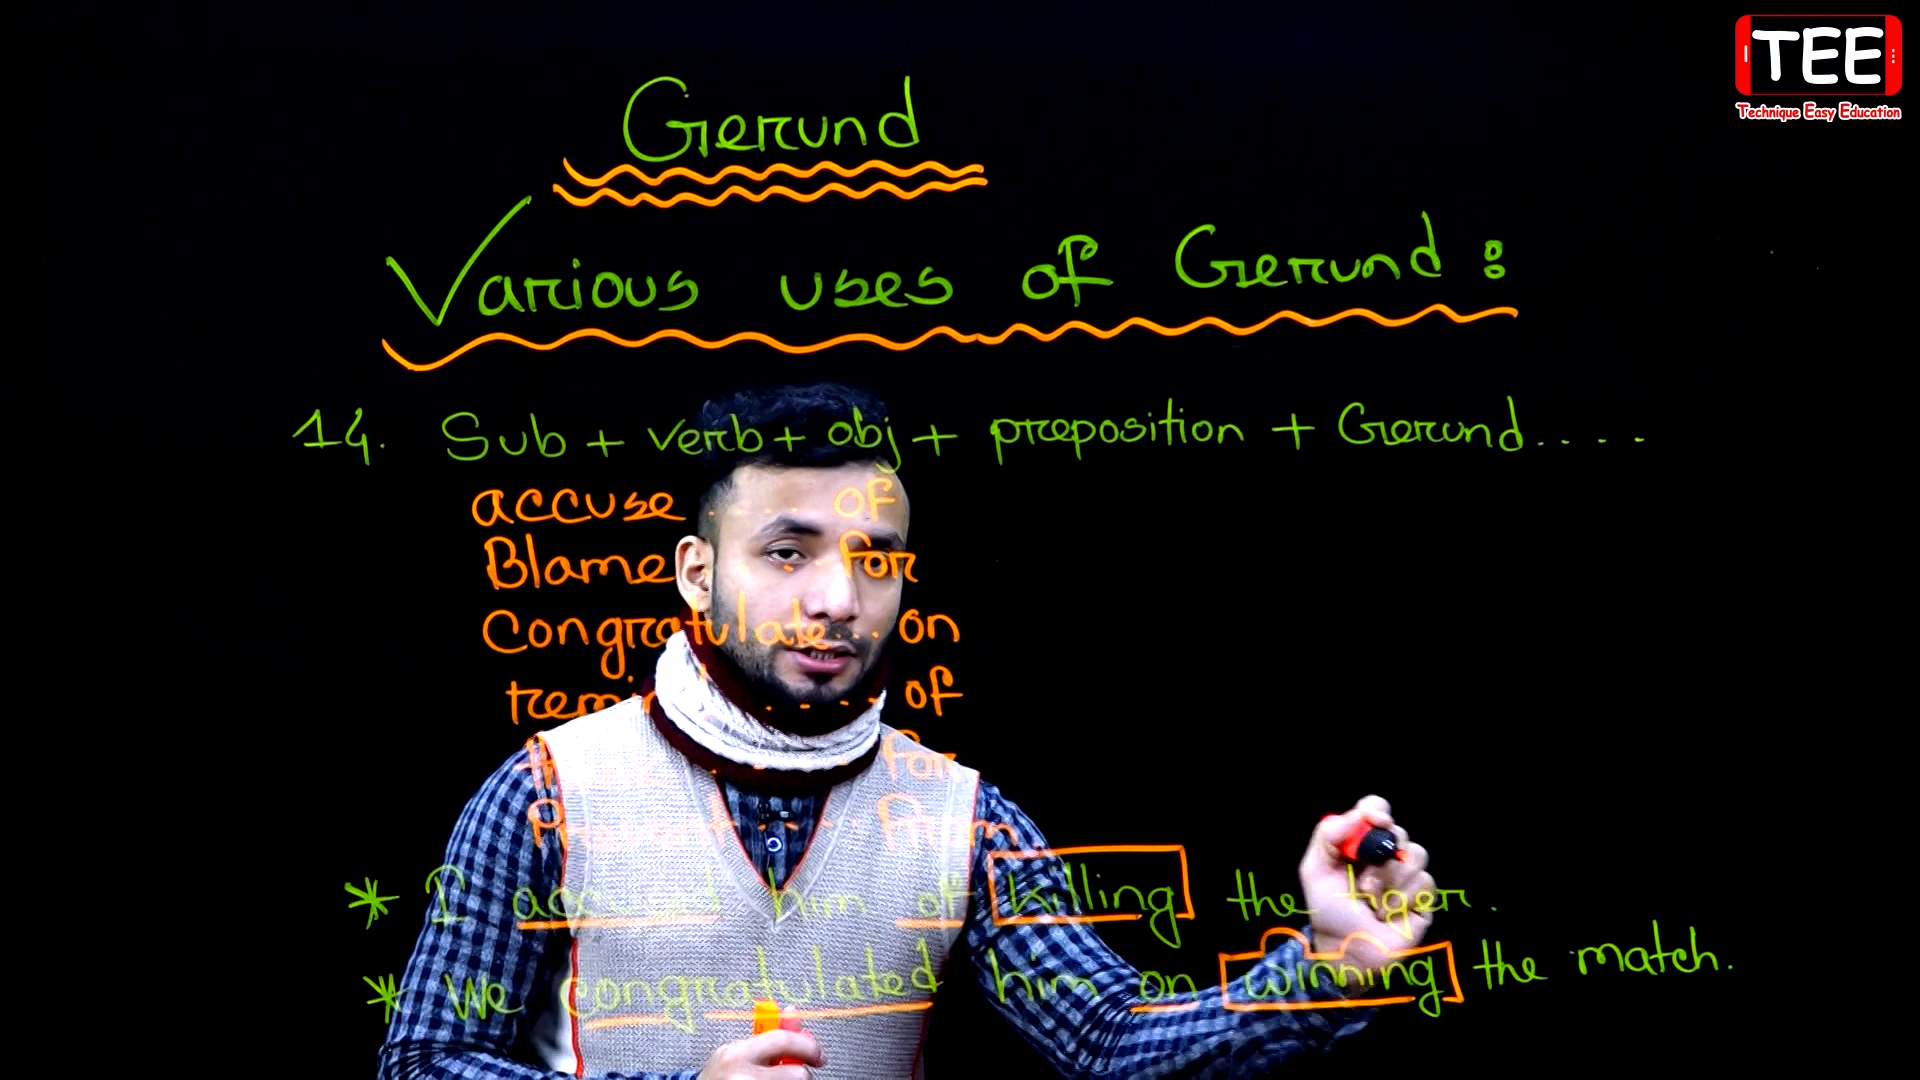 TEE
Technique Easy Education
Gerund
Various uses of Gerund :
14. Sub + verb + obj + preposition + Gerund....
accuse ..... of
Blame .... for
Congratulate .. on
of
for
from
* I accused him of killing the tiger.
* We congratulated him on winning the match.